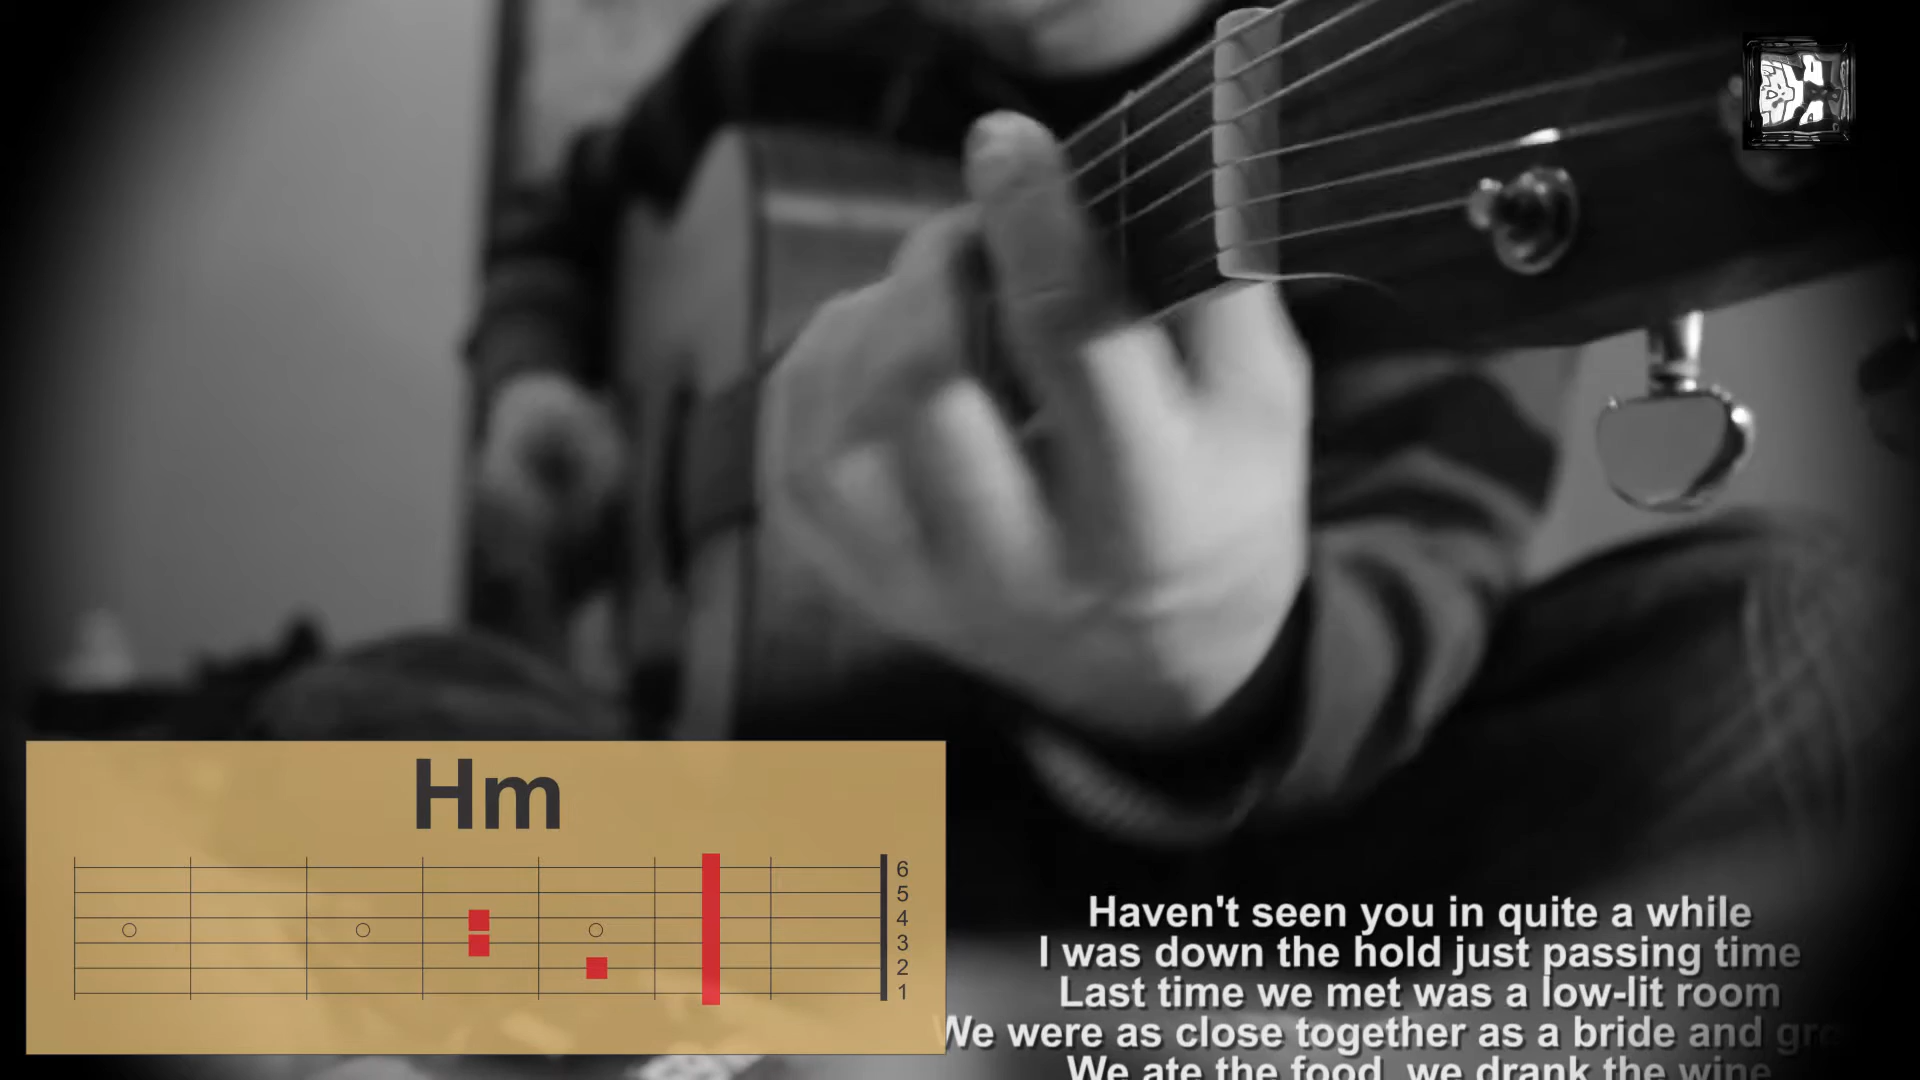 Hm
6
5
4
3
2
1
Haven't seen you in quite a while
I was down the hold just passing time
Last time we met was a low-lit room
We were as close together as a bride and
We ate the food, we drank the wine